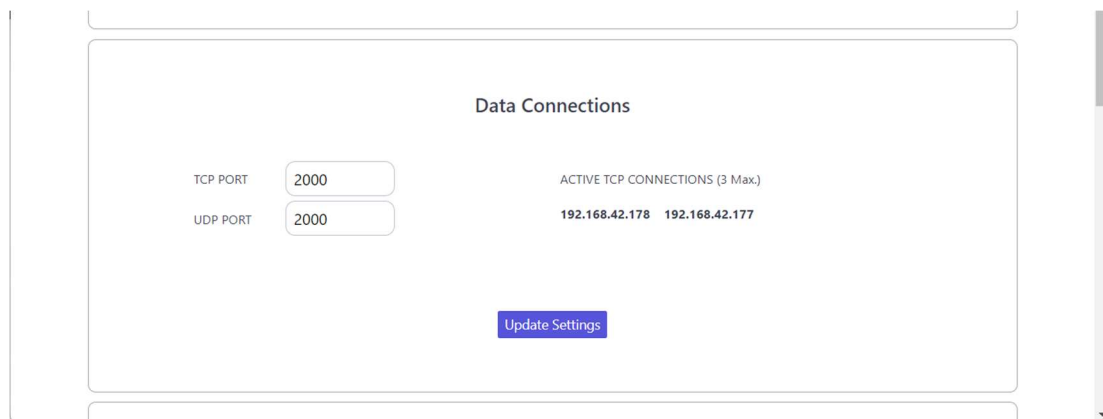 Data Connections
TCP PORT 2000
UDP PORT 2000
ACTIVE TCP CONNECTIONS (3 Max.)
192.168.42.178 192.168.42.177
Update Settings